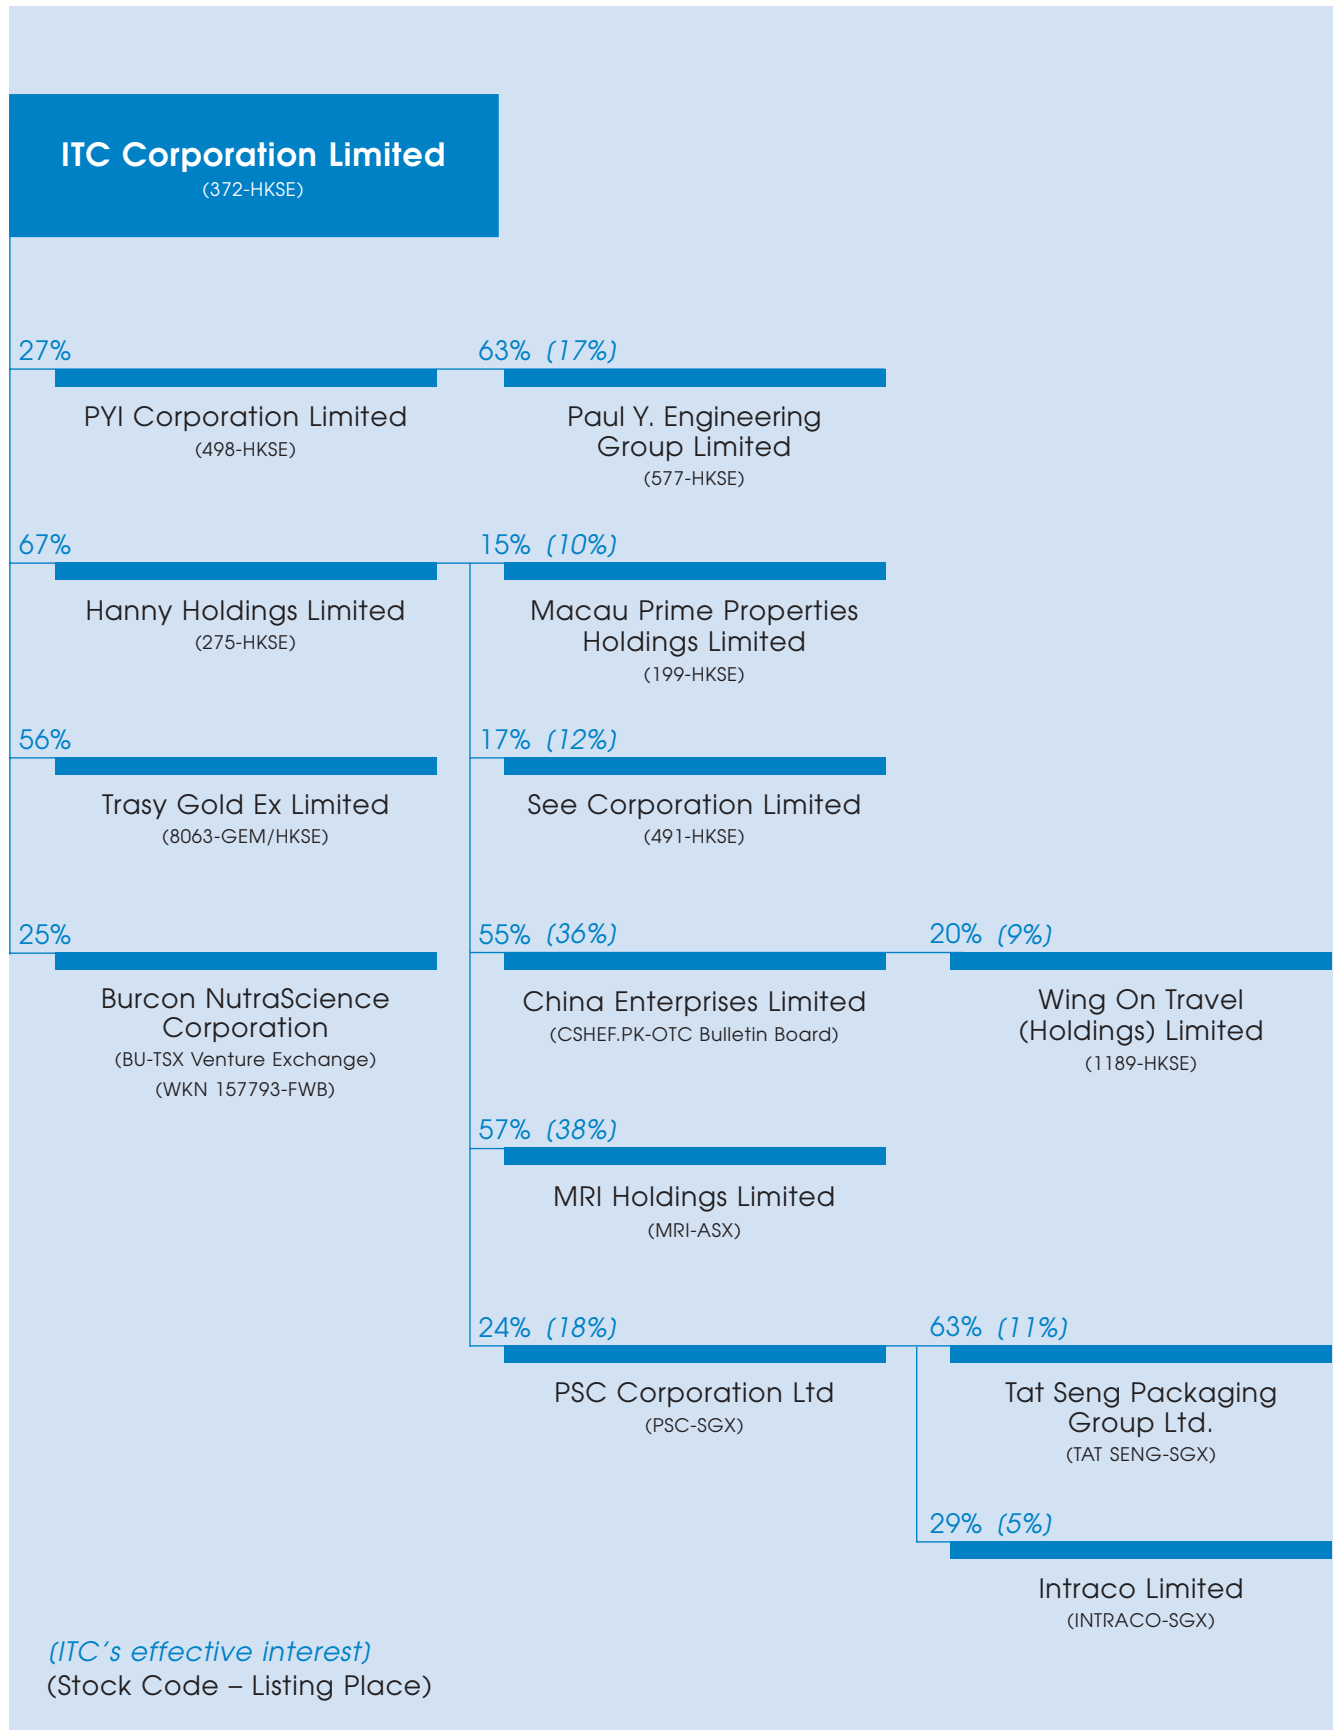 ITC Corporation Limited
(372-HKSE)
27%
PYI Corporation Limited
(498-HKSE)
63% (17%)
Paul Y. Engineering
Group Limited
(577-HKSE)
67%
Hanny Holdings Limited
(275-HKSE)
15% (10%)
Macau Prime Properties
Holdings Limited
(199-HKSE)
56%
Trasy Gold Ex Limited
(8063-GEM/HKSE)
17% (12%)
See Corporation Limited
(491-HKSE)
25%
Burcon NutraScience
Corporation
(BU-TSX Venture Exchange)
(WKN 157793-FWB)
55% (36%)
China Enterprises Limited
(CSHEF.PK-OTC Bulletin Board)
20% (9%)
Wing On Travel
(Holdings) Limited
(1189-HKSE)
57% (38%)
MRI Holdings Limited
(MRI-ASX)
24% (18%)
PSC Corporation Ltd
(PSC-SGX)
63% (11%)
Tat Seng Packaging
Group Ltd.
(TAT SENG-SGX)
29% (5%)
Intraco Limited
(INTRACO-SGX)
(ITC's effective interest)
(Stock Code – Listing Place)